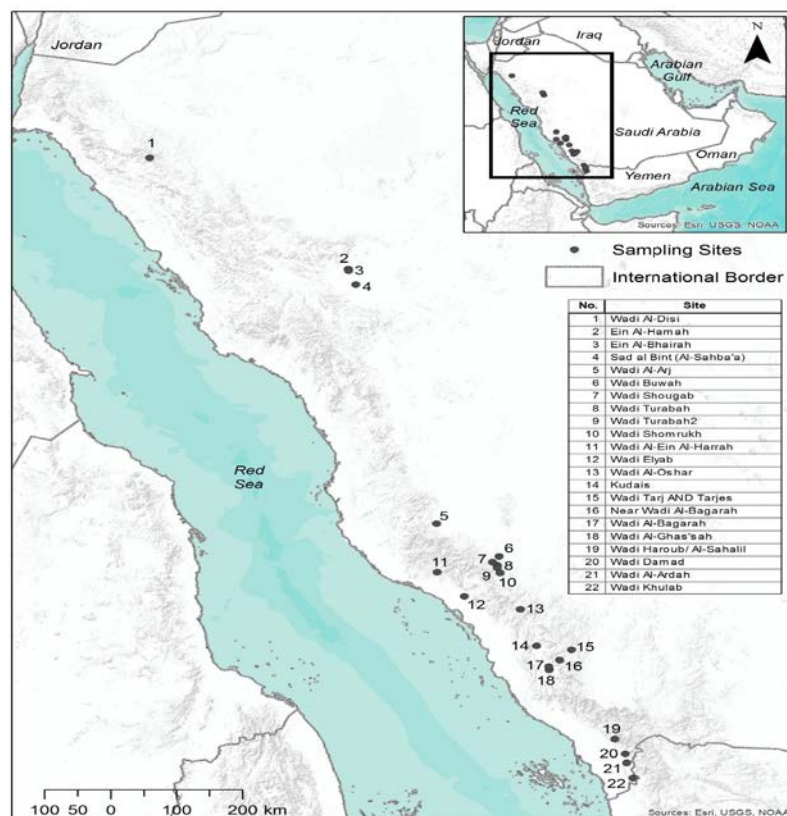 Jordan
Jordan
Iraq
N
Arabian
Gulf
Red
Sea
Saudi Arabia
Oman
Yemen
Arabian Sea
Sources: Esri, USGS, NOAA
Sampling Sites
International Border
No. Site
1 Wadi Al-Disi
2 Ein Al-Hamah
3 Ein Al-Bhairah
4 Sad al Bint (Al-Sahba'a)
5 Wadi Al-Arj
6 Wadi Buwah
7 Wadi Shougab
8 Wadi Turabah
9 Wadi Turabah2
10 Wadi Shomrukh
11 Wadi Al-Ein Al-Harrah
12 Wadi Elyab
13 Wadi Al-Oshar
14 Kudais
15 Wadi Tarj AND Tarjes
16 Near Wadi Al-Bagarah
17 Wadi Al-Bagarah
18 Wadi Al-Ghas'sah
19 Wadi Haroub/ Al-Sahalil
20 Wadi Damad
21 Wadi Al-Ardah
22 Wadi Khulab
1
2
3
4
Red
Sea
5
6
7
8
9
10
11
12
13
14
15
16
17
18
19
20
21
22
100 50 0 100 200 km
Sources: Esri, USGS, NOAA